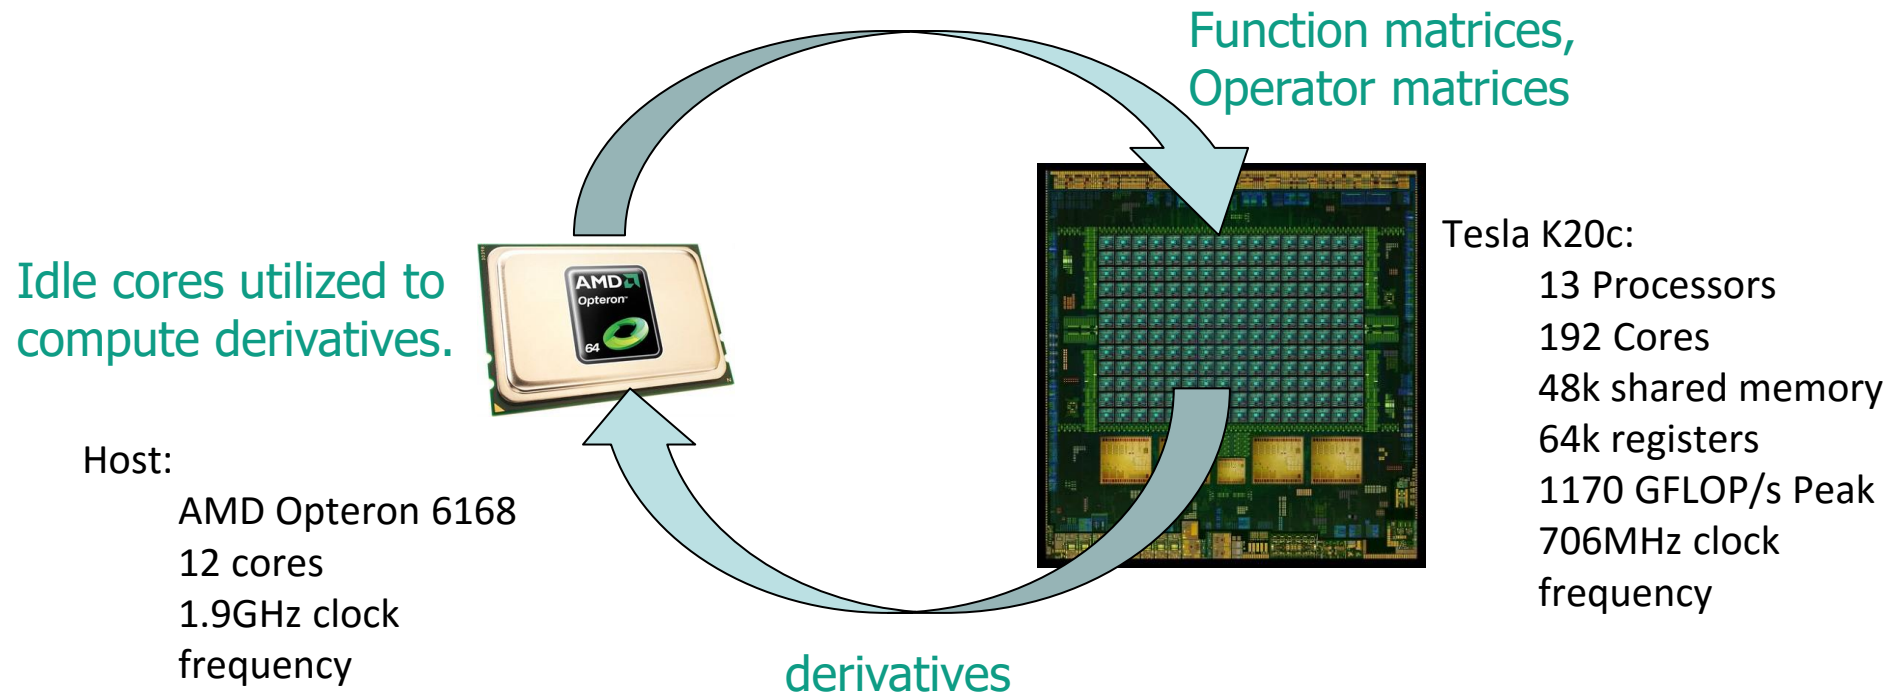 Function matrices,
Operator matrices
Idle cores utilized to
compute derivatives.
AMD
Opteron
64
Host:
AMD Opteron 6168
12 cores
1.9GHz clock
frequency
Tesla K20c:
13 Processors
192 Cores
48k shared memory
64k registers
1170 GFLOP/s Peak
706MHz clock
frequency
derivatives